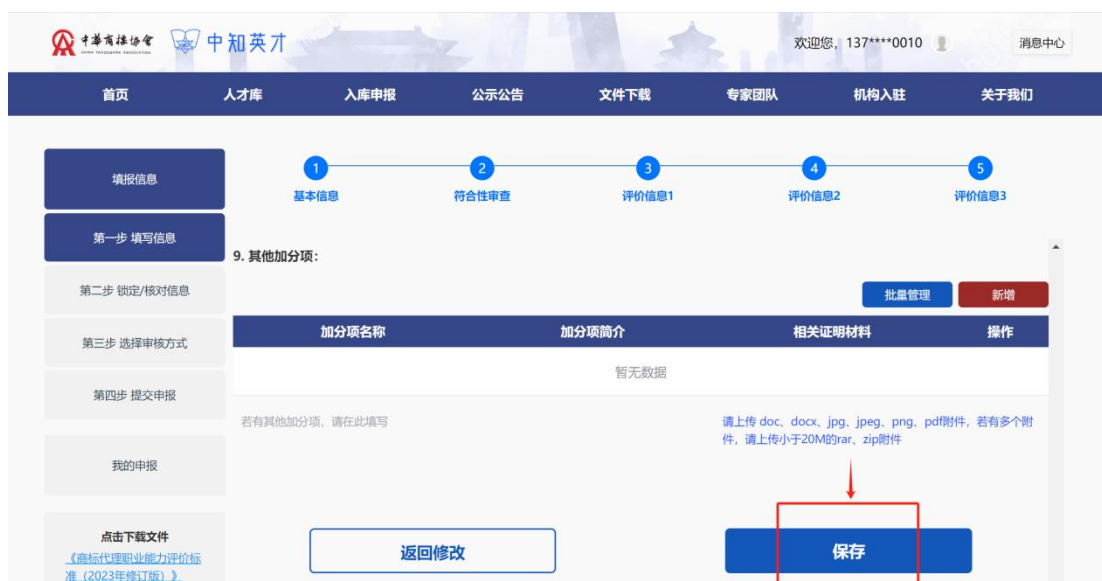 中华商标协会
CHINA TRADEMARK ASSOCIATION
中知英才
欢迎您，137****0010
消息中心
首页
人才库
入库申报
公示公告
文件下载
专家团队
机构入驻
关于我们
填报信息
第一步 填写信息
第二步 锁定/核对信息
第三步 选择审核方式
第四步 提交申报
我的申报
点击下载文件
《商标代理职业能力评价标
准（2023年修订版）》
1
2
3
4
5
基本信息
符合性审查
评价信息1
评价信息2
评价信息3
9. 其他加分项：
批量管理
新增
加分项名称
加分项简介
相关证明材料
操作
暂无数据
若有其他加分项，请在此填写
请上传 doc、docx、jpg、jpeg、png、pdf附件，若有多个附
件，请上传小于20M的rar、zip附件
返回修改
保存